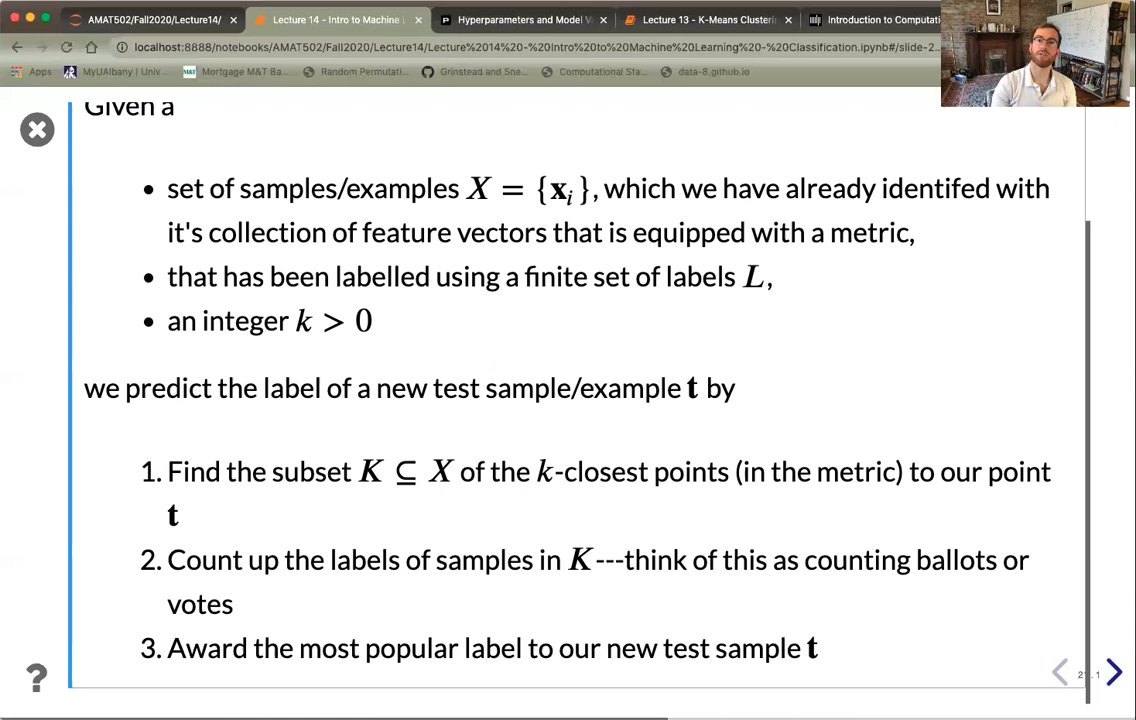 AMAT502/Fall2020/Lecture14/
Lecture 14 - Intro to Machine L
Hyperparameters and Model V
Lecture 13 - K-Means Clusteri
Introduction to Computati
localhost:8888/notebooks/AMAT502/Fall2020/Lecture14/Lecture%2014%20-%20Intro%20to%20Machine%20Learning%20-%20Classification.ipynb#/slide-2...
Apps
MyUAlbany | Univ...
M&T
Mortgage M&T Ba...
Random Permutati...
Grinstead and Sne...
Computational Sta...
data-8.github.io
Given a
• set of samples/examples X = {xᵢ}, which we have already identifed with
it's collection of feature vectors that is equipped with a metric,
• that has been labelled using a finite set of labels L,
• an integer k > 0
we predict the label of a new test sample/example t by
1. Find the subset K ⊆ X of the k-closest points (in the metric) to our point
t
2. Count up the labels of samples in K---think of this as counting ballots or
votes
3. Award the most popular label to our new test sample t
?